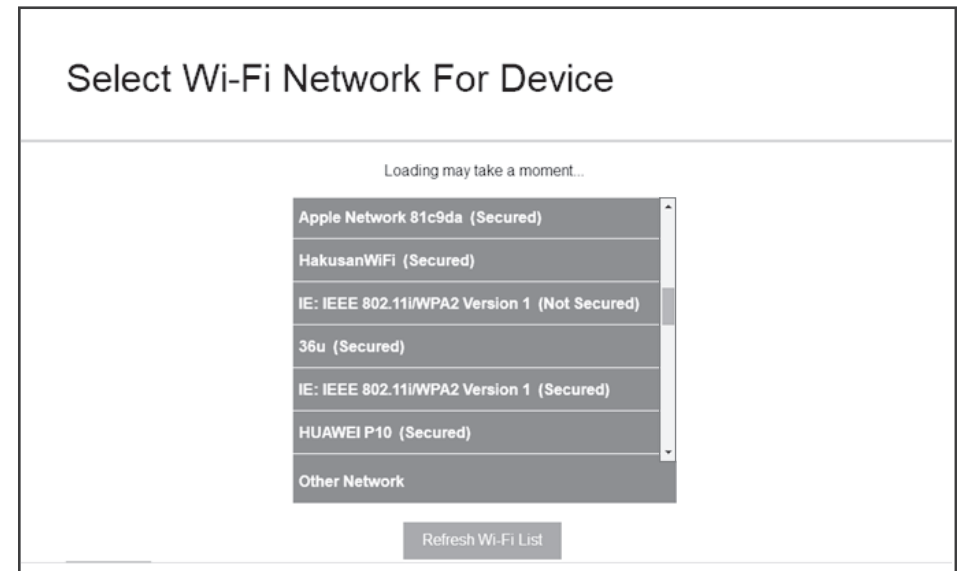 Select Wi-Fi Network For Device
Loading may take a moment...
Apple Network 81c9da (Secured)
HakusanWiFi (Secured)
IE: IEEE 802.11i/WPA2 Version 1 (Not Secured)
36u (Secured)
IE: IEEE 802.11i/WPA2 Version 1 (Secured)
HUAWEI P10 (Secured)
Other Network
Refresh Wi-Fi List